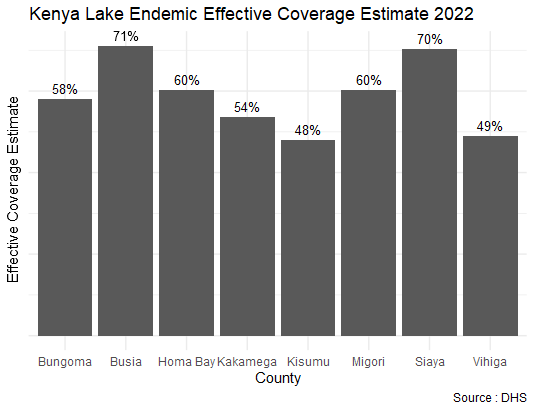 Kenya Lake Endemic Effective Coverage Estimate 2022
71%
70%
58%
60%
60%
54%
48%
49%
Effective Coverage Estimate
Bungoma Busia Homa Bay Kakamega Kisumu Migori Siaya Vihiga
County
Source : DHS